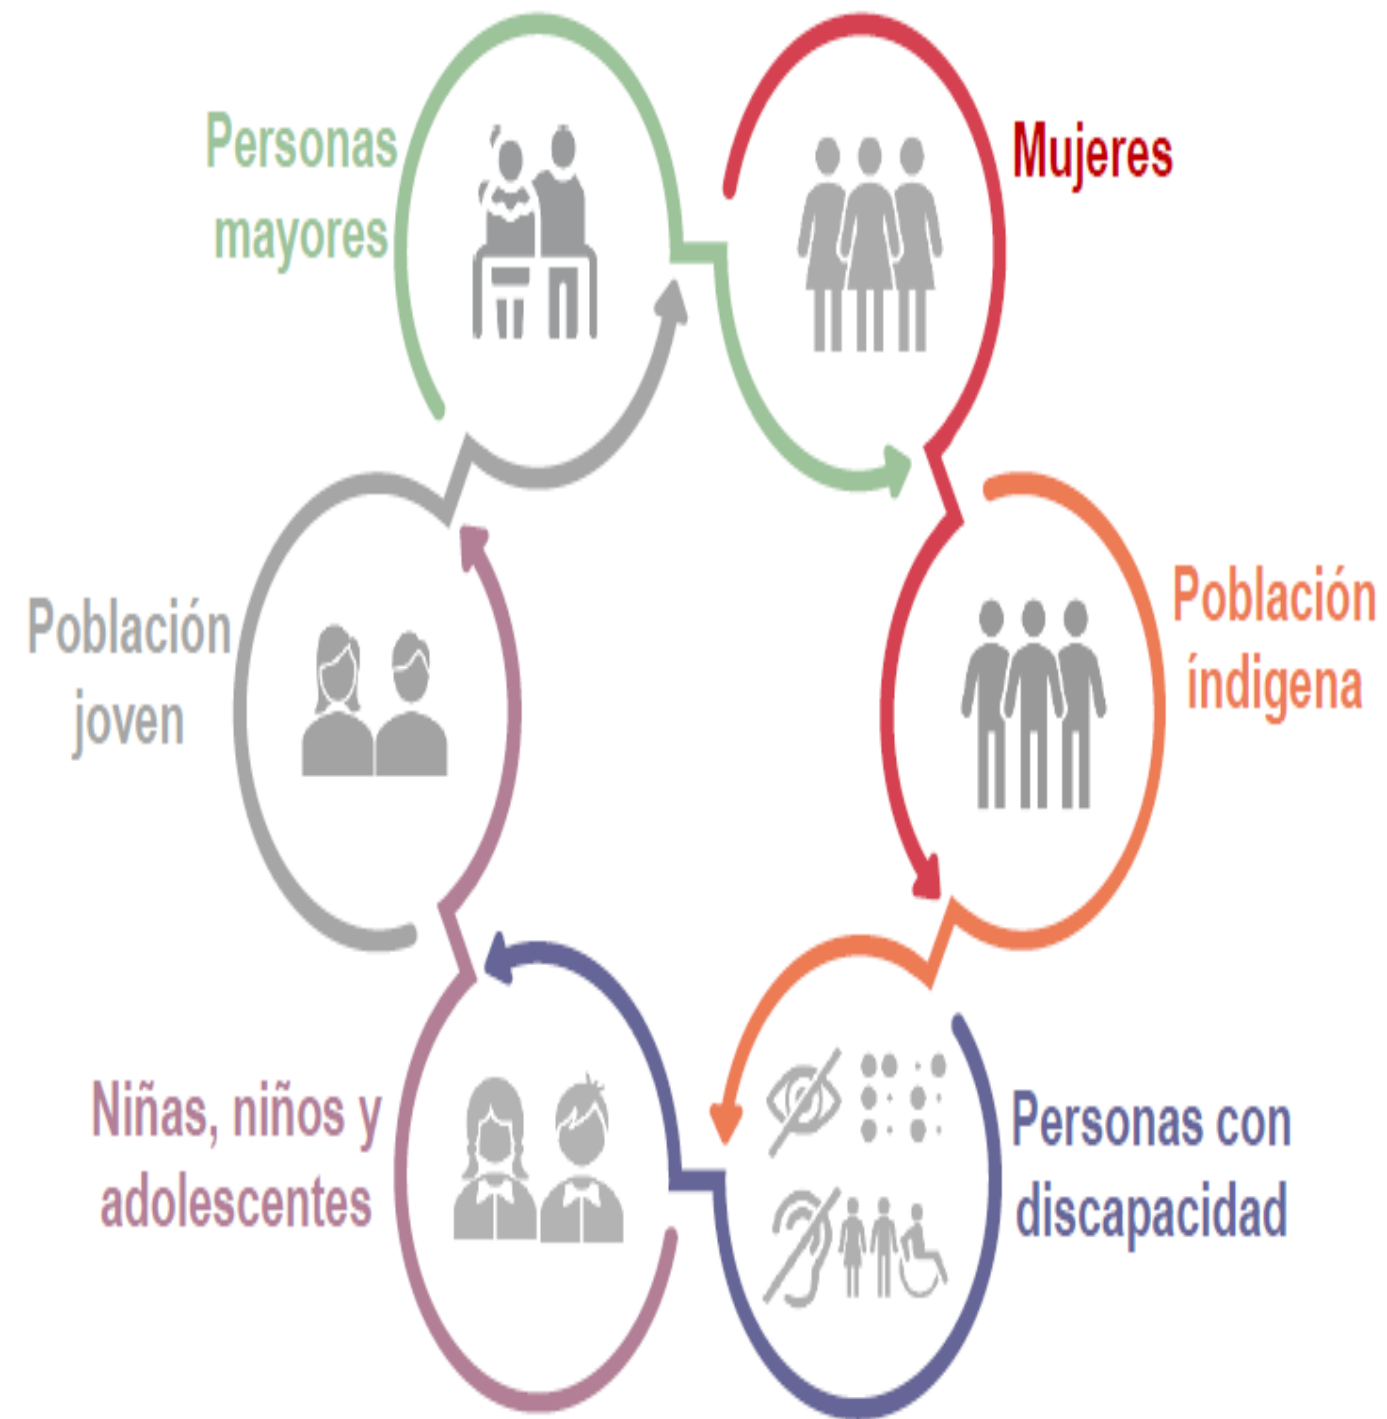 Personas
mayores
Mujeres
Población
índigena
Personas con
discapacidad
Niñas, niños y
adolescentes
Población
joven